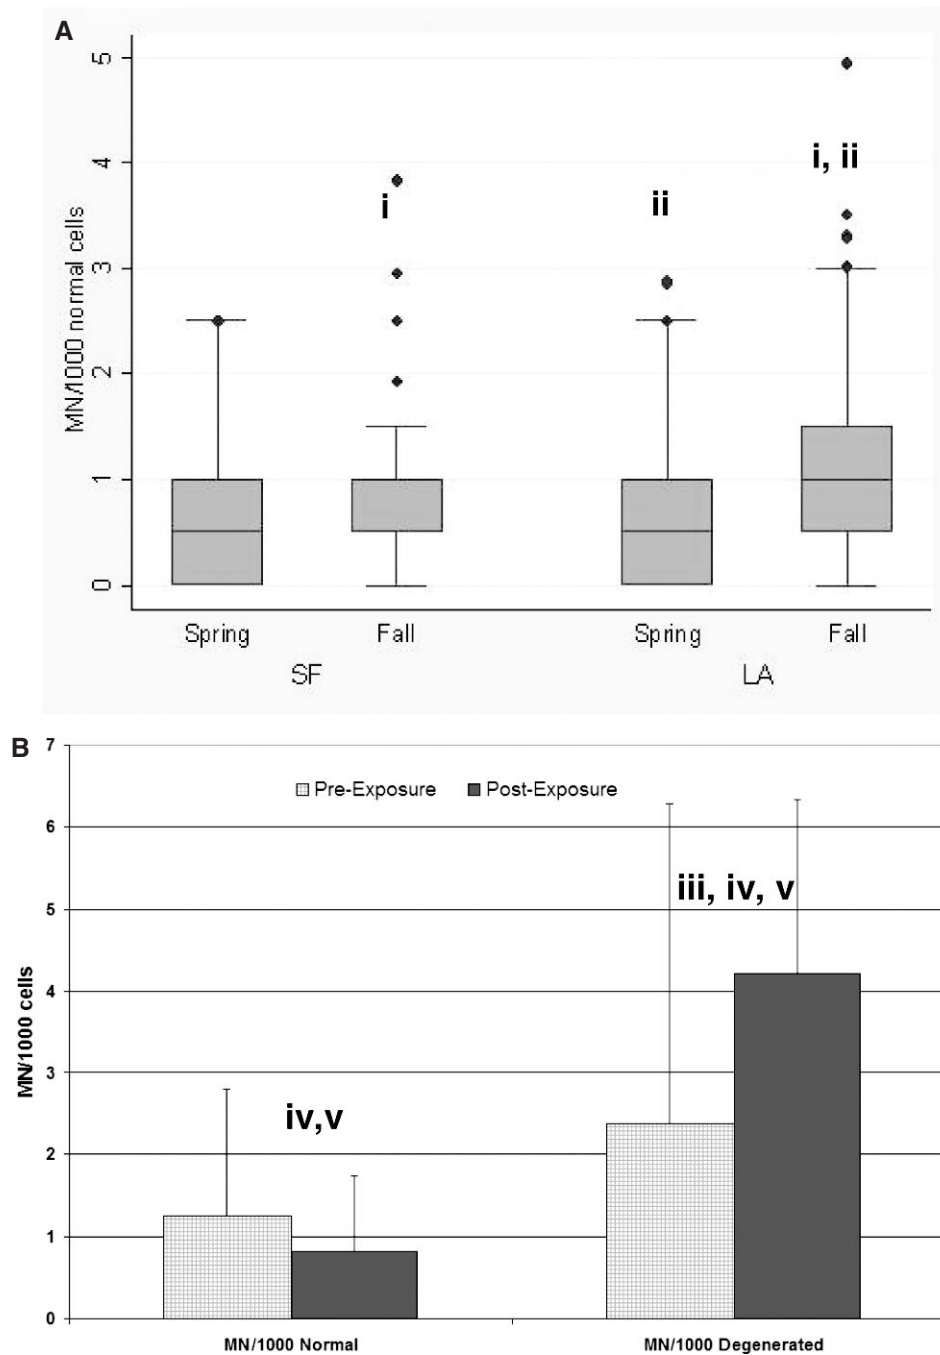 A
5
i, ii
4
i
ii
3
2
1
0
MN/1000 normal cells
Spring Fall Spring Fall
SF LA
B
7
Pre-Exposure Post-Exposure
6
iii, iv, v
5
4
3
iv,v
2
1
0
MN/1000 cells
MN/1000 Normal MN/1000 Degenerated